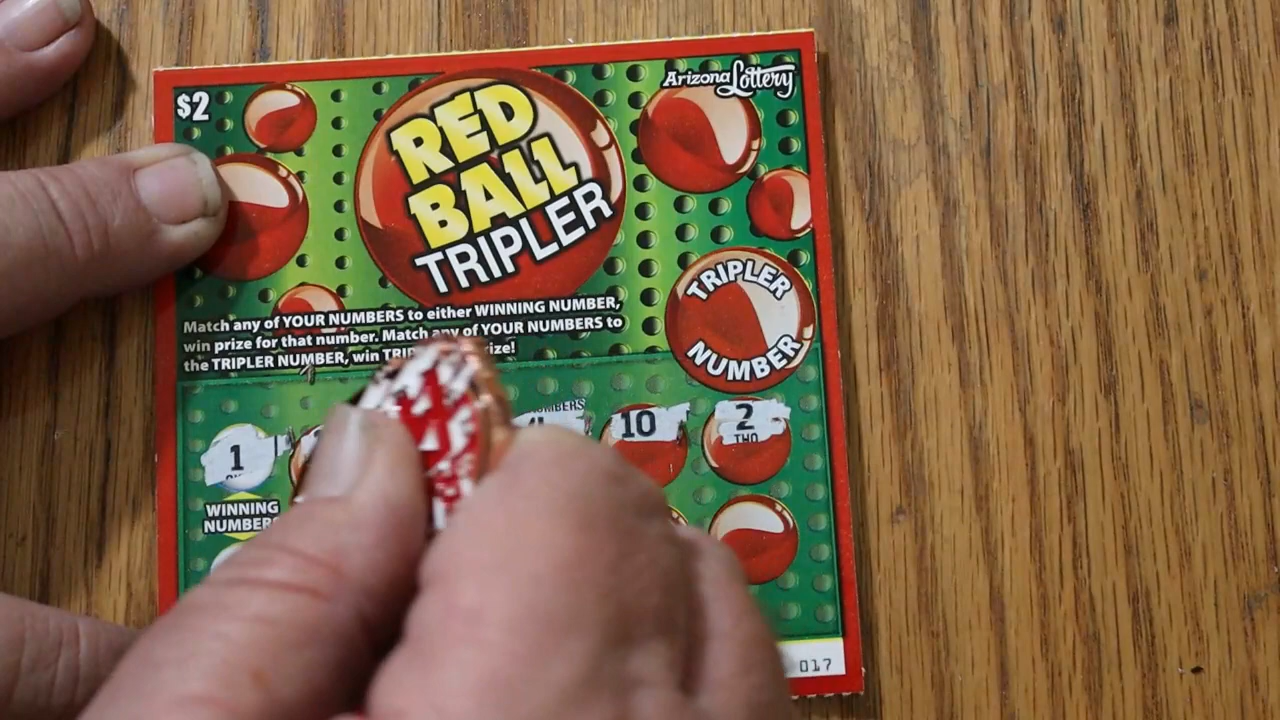 $2
Arizona Lottery
RED
BALL
TRIPLER
TRIPLER
NUMBER
Match any of YOUR NUMBERS to either WINNING NUMBER,
win prize for that number. Match any of YOUR NUMBERS to
the TRIPLER NUMBER, win
1
10
2
TWO
WINNING
NUMBERS
017